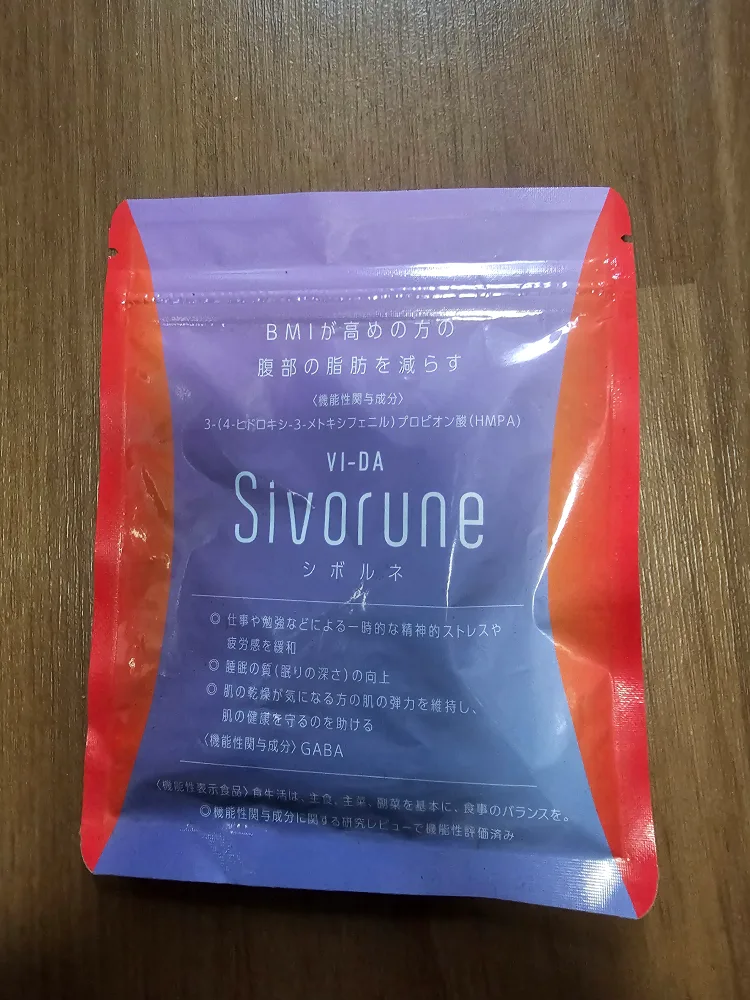 BMIが高めの方の
腹部の脂肪を減らす
〈機能性関与成分〉
3-(4-ヒドロキシ-3-メトキシフェニル)プロピオン酸(HMPA)
VI-DA
Sivorune
シボルネ
◎ 仕事や勉強などによる一時的な精神的ストレスや
疲労感を緩和
◎ 睡眠の質(眠りの深さ)の向上
◎ 肌の乾燥が気になる方の肌の弾力を維持し、
肌の健康を守るのを助ける
〈機能性関与成分〉GABA
〈機能性表示食品〉食生活は、主食、主菜、副菜を基本に、食事のバランスを。
◎機能性関与成分に関する研究レビューで機能性評価済み